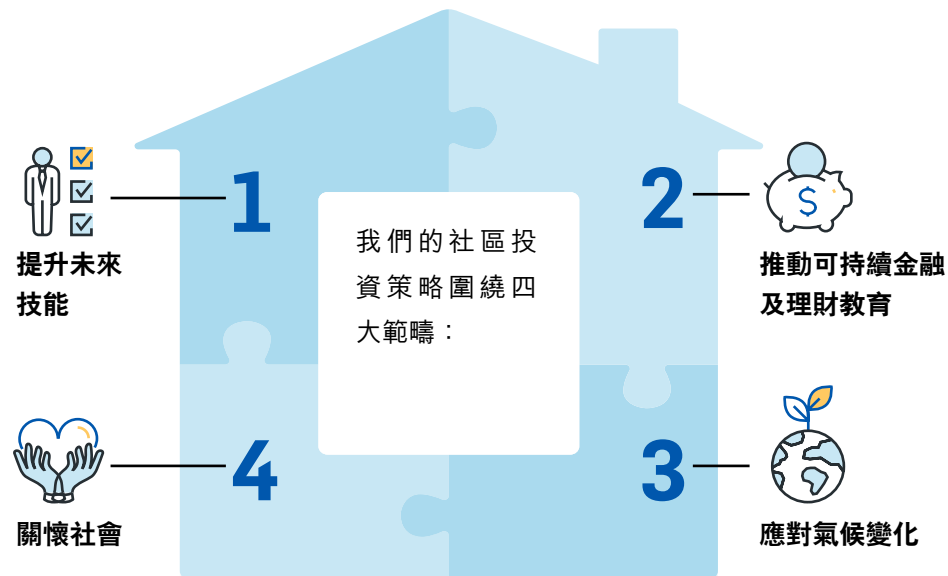 我們的社區投
資策略圍繞四
大範疇：
1
提升未來
技能
2
$
推動可持續金融
及理財教育
3
應對氣候變化
4
關懷社會